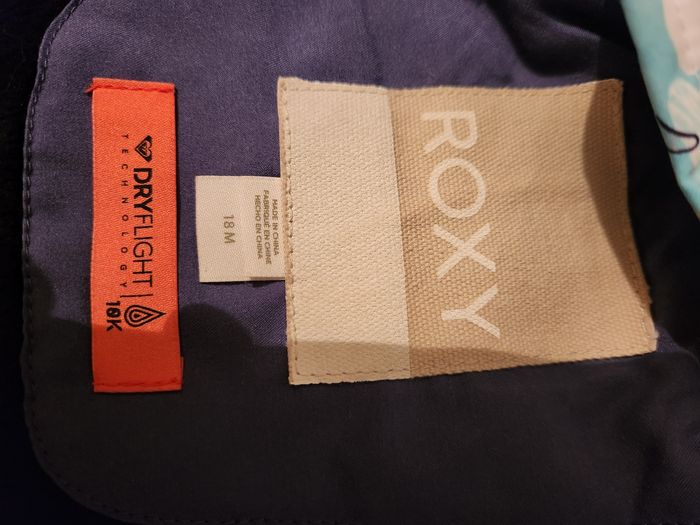 DRYFLIGHT
TECHNOLOGY
10K
MADE IN CHINA
FABRIQUÉ EN CHINE
HECHO EN CHINA
18 M
ROXY